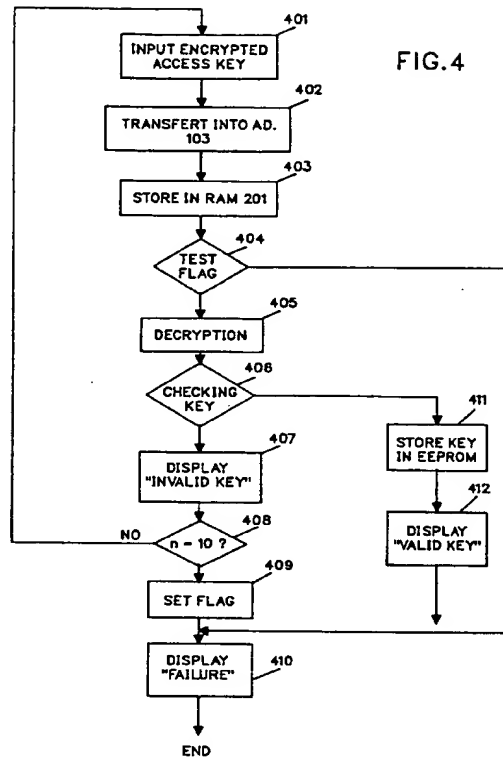 FIG.4
401
INPUT ENCRYPTED
ACCESS KEY
402
TRANSFERT INTO AD.
103
403
STORE IN RAM 201
404
TEST
FLAG
405
DECRYPTION
406
CHECKING
KEY
411
STORE KEY
IN EEPROM
407
DISPLAY
"INVALID KEY"
412
DISPLAY
"VALID KEY"
408
NO
n = 10 ?
409
SET FLAG
DISPLAY
"FAILURE"
410
END